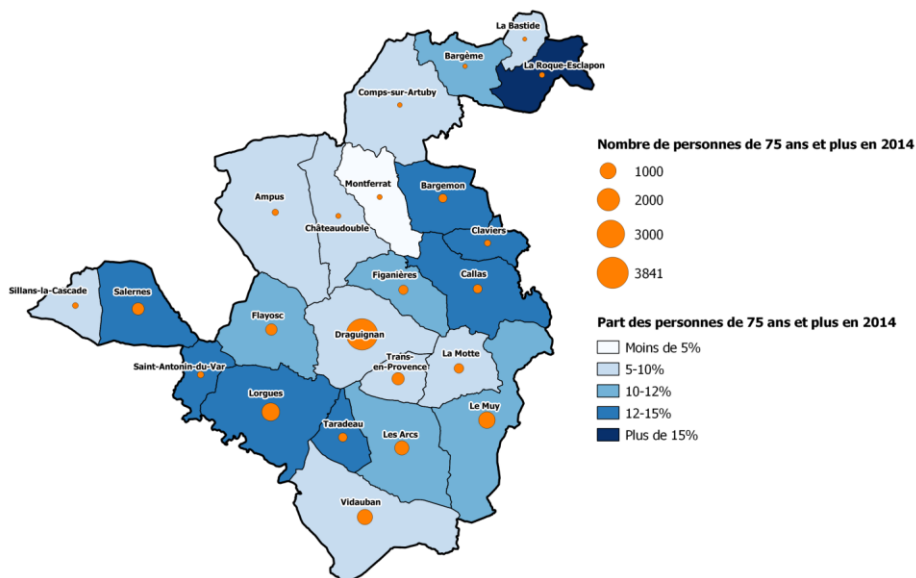 La Bastide
Bargème
La Roque-Esclapon
Comps-sur-Artuby
Nombre de personnes de 75 ans et plus en 2014
1000
2000
3000
3841
Montferrat
Bargemon
Ampus
Châteaudouble
Claviers
Callas
Figanières
Sillans-la-Cascade
Salernes
Flayosc
Draguignan
La Motte
Trans-
en-Provence
Saint-Antonin-du-Var
Lorgues
Le Muy
Taradeau
Les Arcs
Vidauban
Part des personnes de 75 ans et plus en 2014
Moins de 5%
5-10%
10-12%
12-15%
Plus de 15%